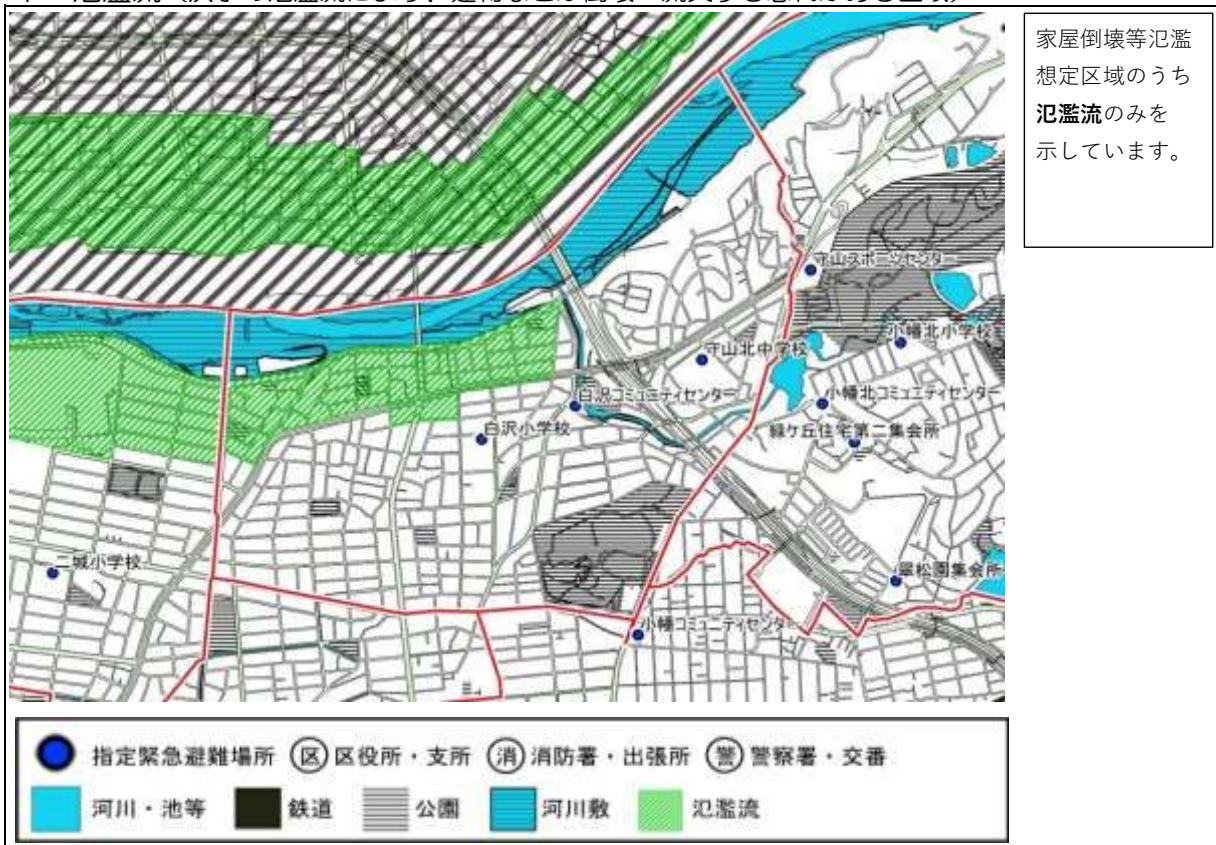 家屋倒壊等氾濫
想定区域のうち
氾濫流のみを
示しています。
守山スポーツセンター
小幡北小学校
守山北中学校
白沢コミュニティセンター
小幡北コミュニティセンター
白沢小学校
緑ケ丘住宅第二集会所
二城小学校
翠松園集会所
小幡コミュニティセンター
指定緊急避難場所 区 区役所・支所 消 消防署・出張所 警 警察署・交番
河川・池等 鉄道 公園 河川敷 氾濫流